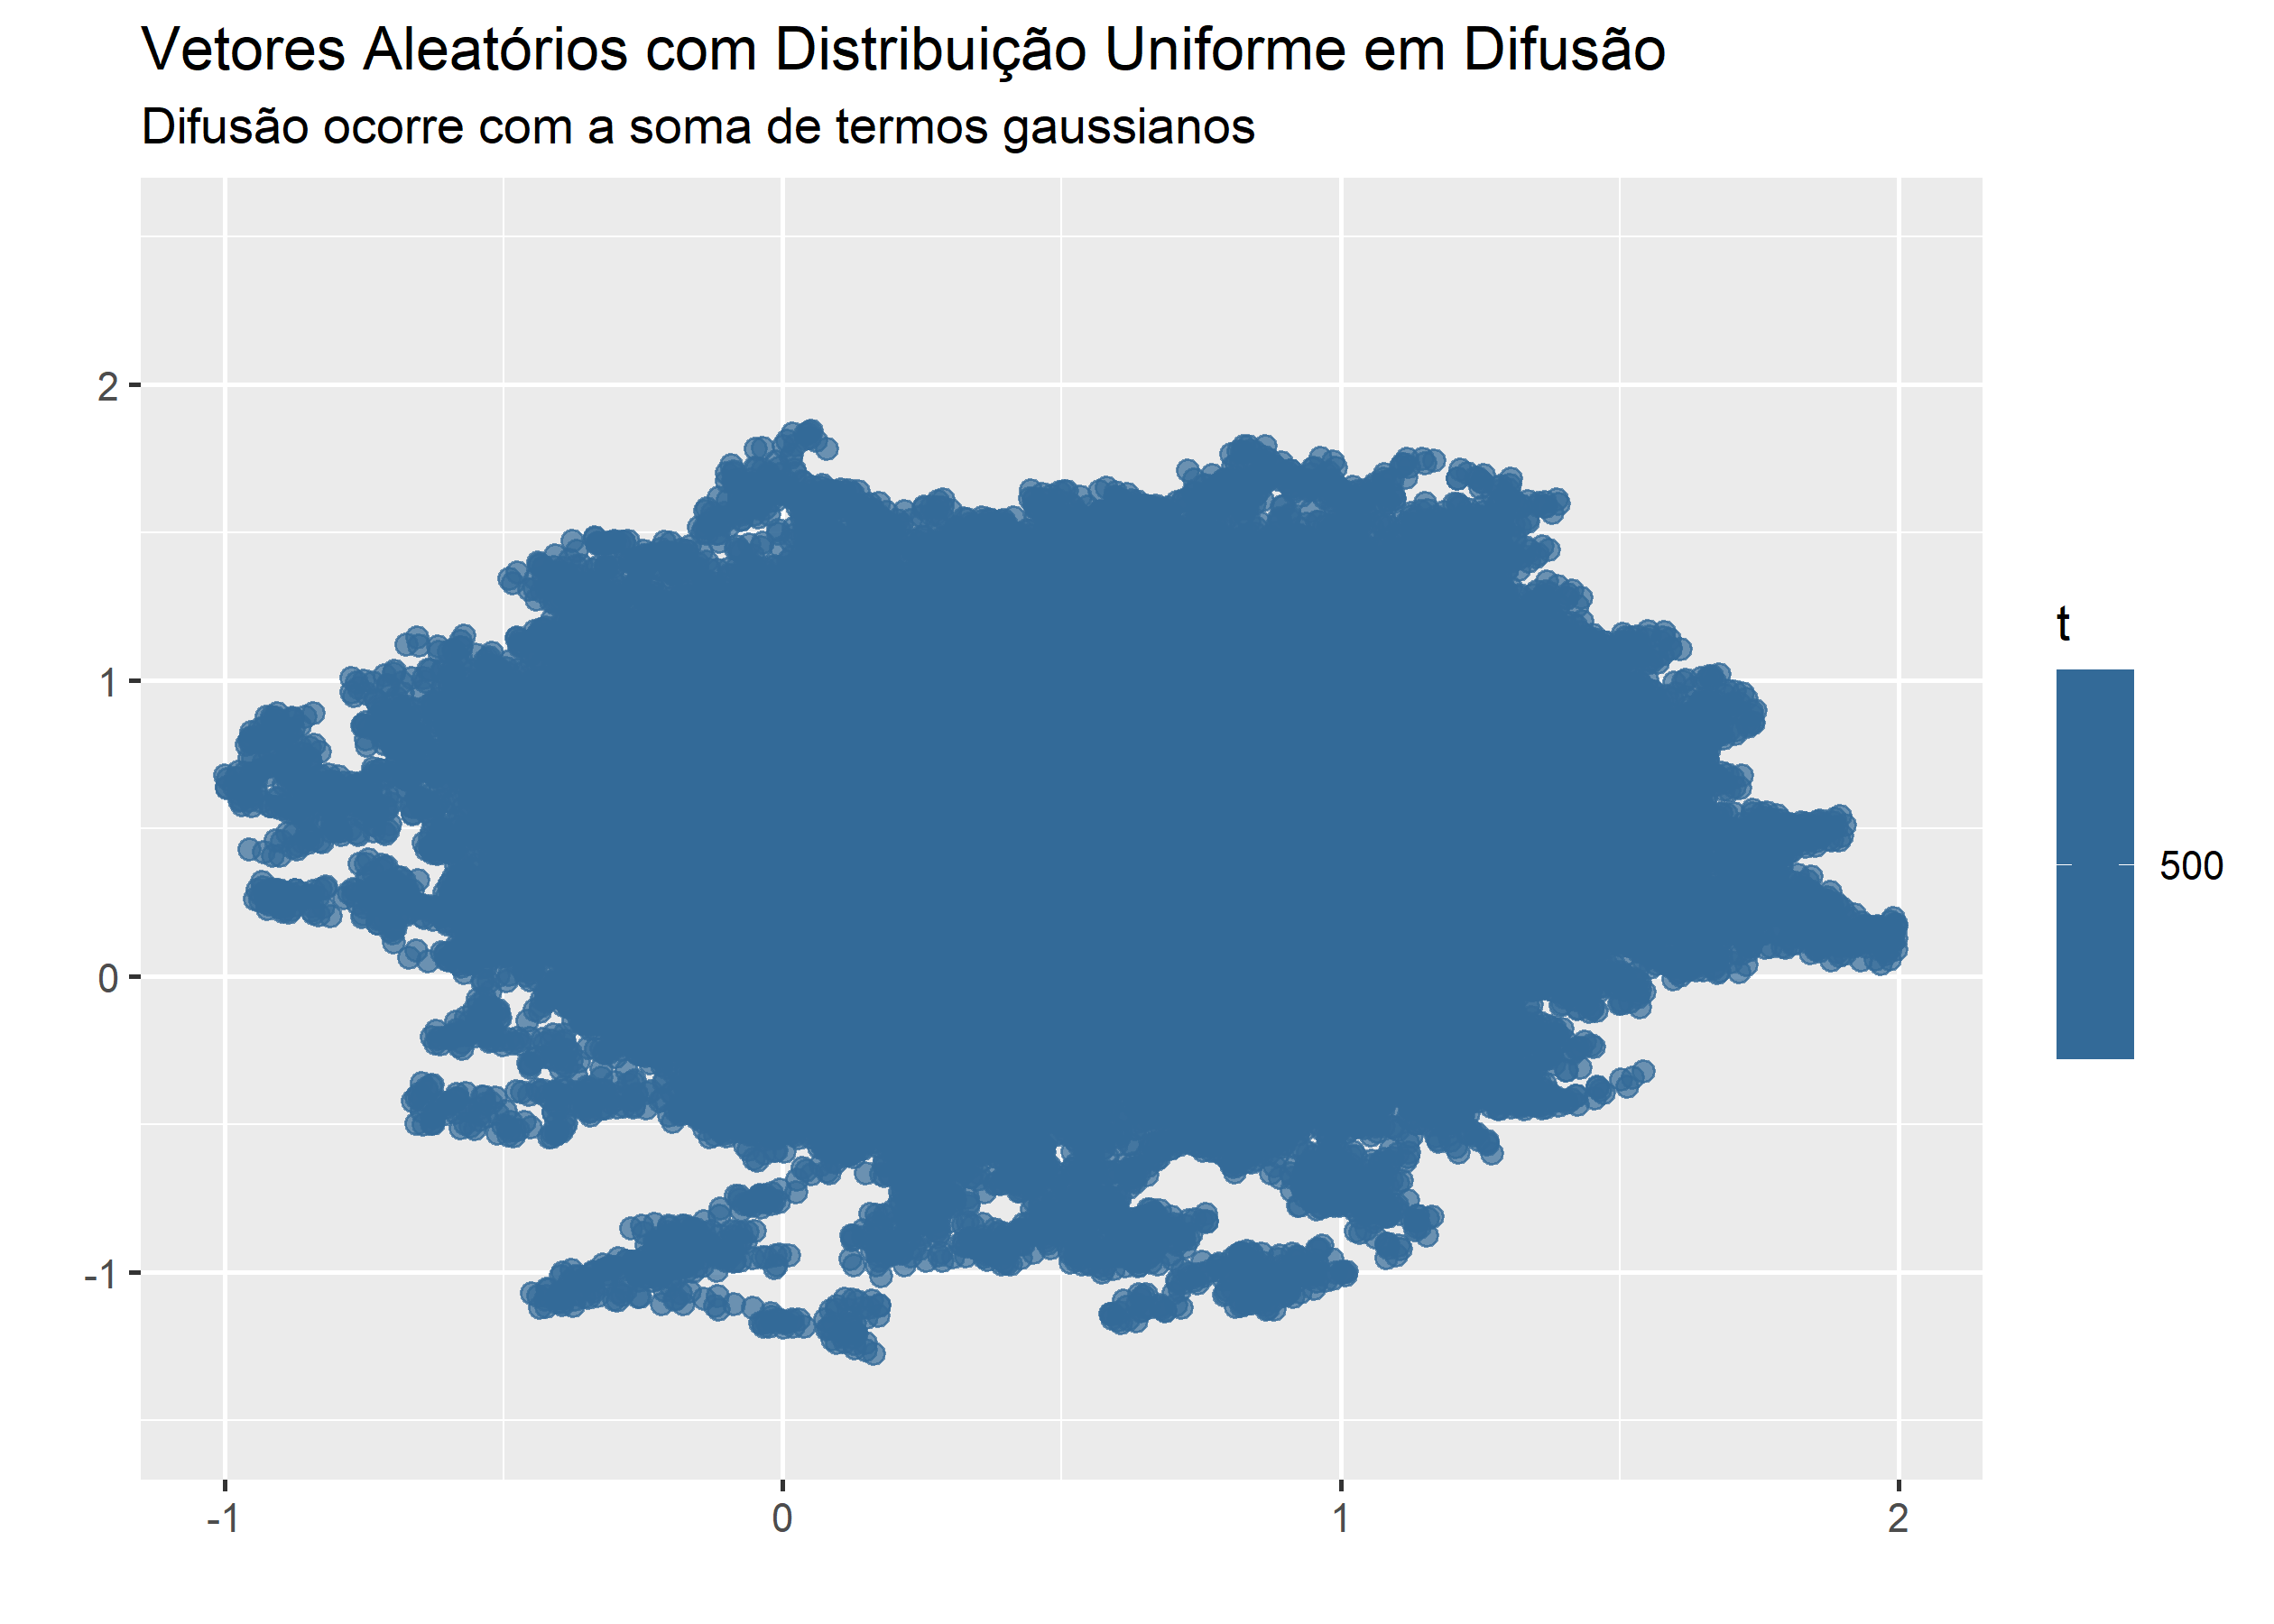 Vetores Aleatórios com Distribuição Uniforme em Difusão
Difusão ocorre com a soma de termos gaussianos
2
1
0
-1
-1 0 1 2
t
500